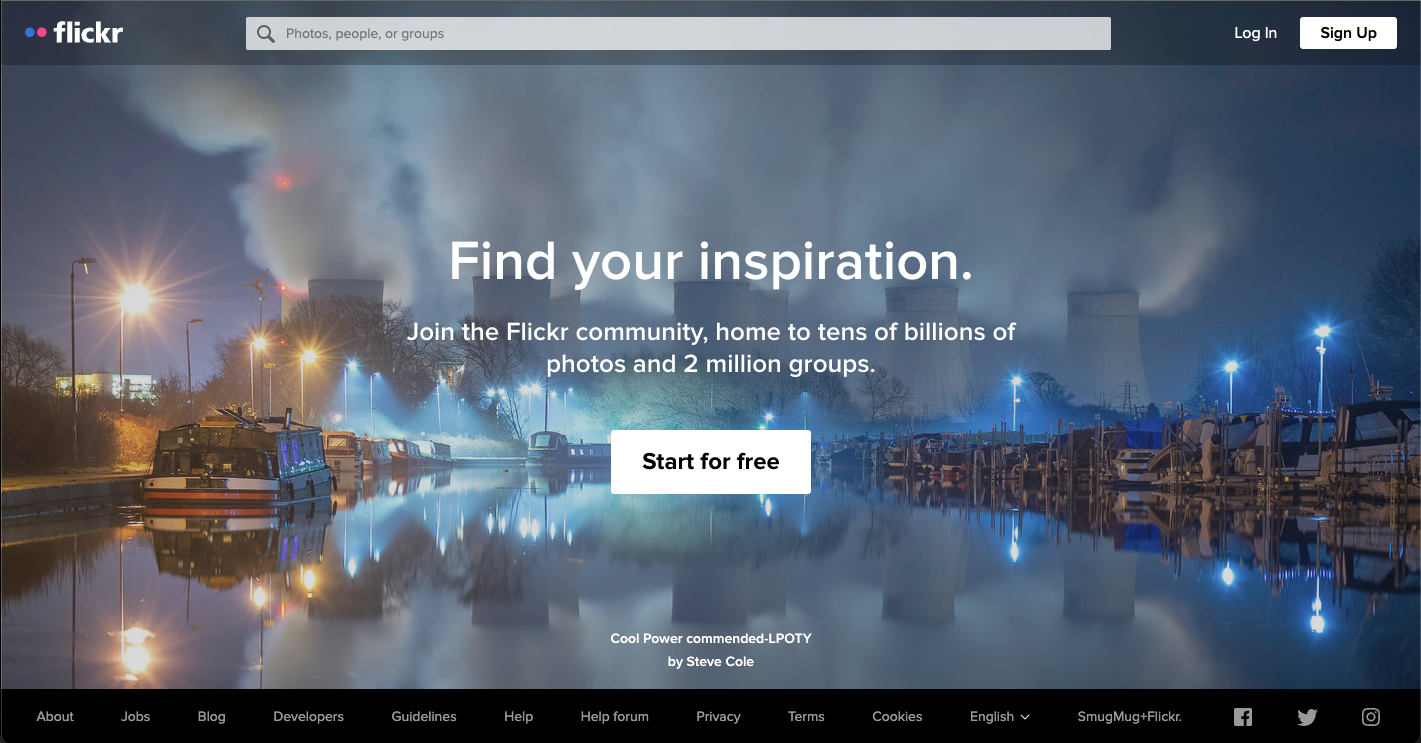 flickr
Photos, people, or groups
Log In
Sign Up
Find your inspiration.
Join the Flickr community, home to tens of billions of
photos and 2 million groups.
Start for free
Cool Power commended-LPOTY
by Steve Cole
About Jobs Blog Developers Guidelines Help Help forum Privacy Terms Cookies English SmugMug+Flickr.